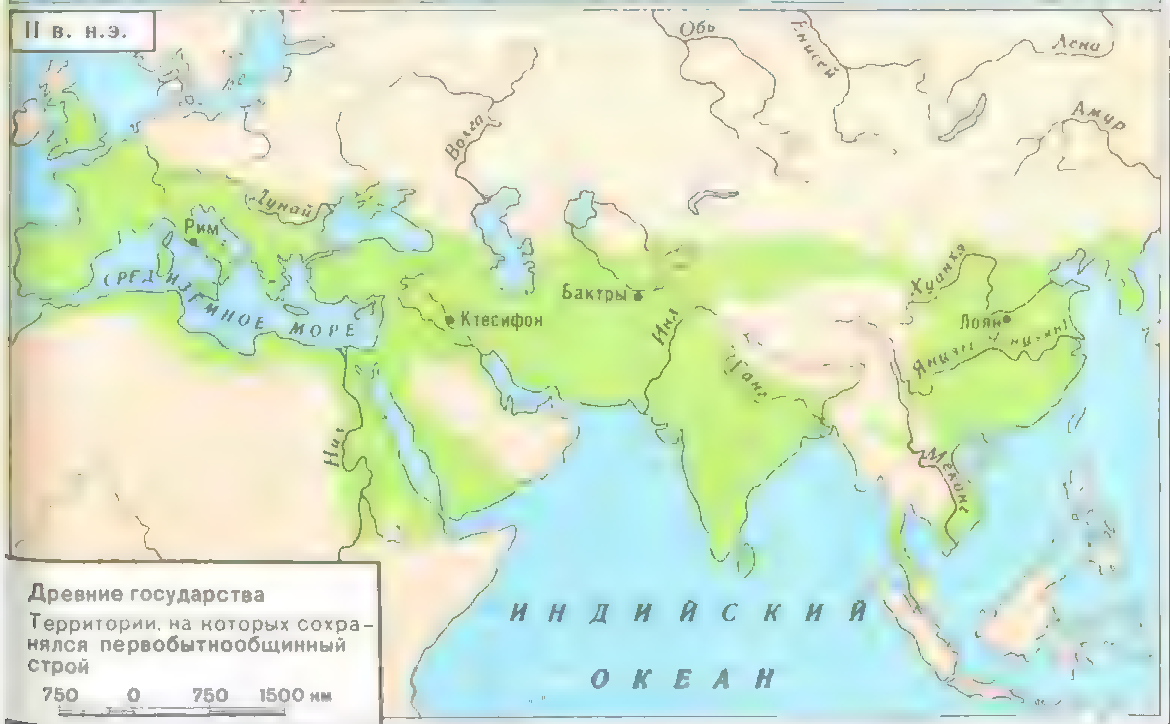 II в. н.э.
Обь
Енисей
Лена
Амур
Волга
Дунай
Рим
СРЕДИЗЕМНОЕ МОРЕ
Ктесифон
Бактры
Инд
Ганг
Хуанхэ
Лоян
Янцзы
Меконг
Нил
ИНДИЙСКИЙ
ОКЕАН
Древние государства
Территории, на которых сохра-
нялся первобытнообщинный
строй
750 0 750 1500 км